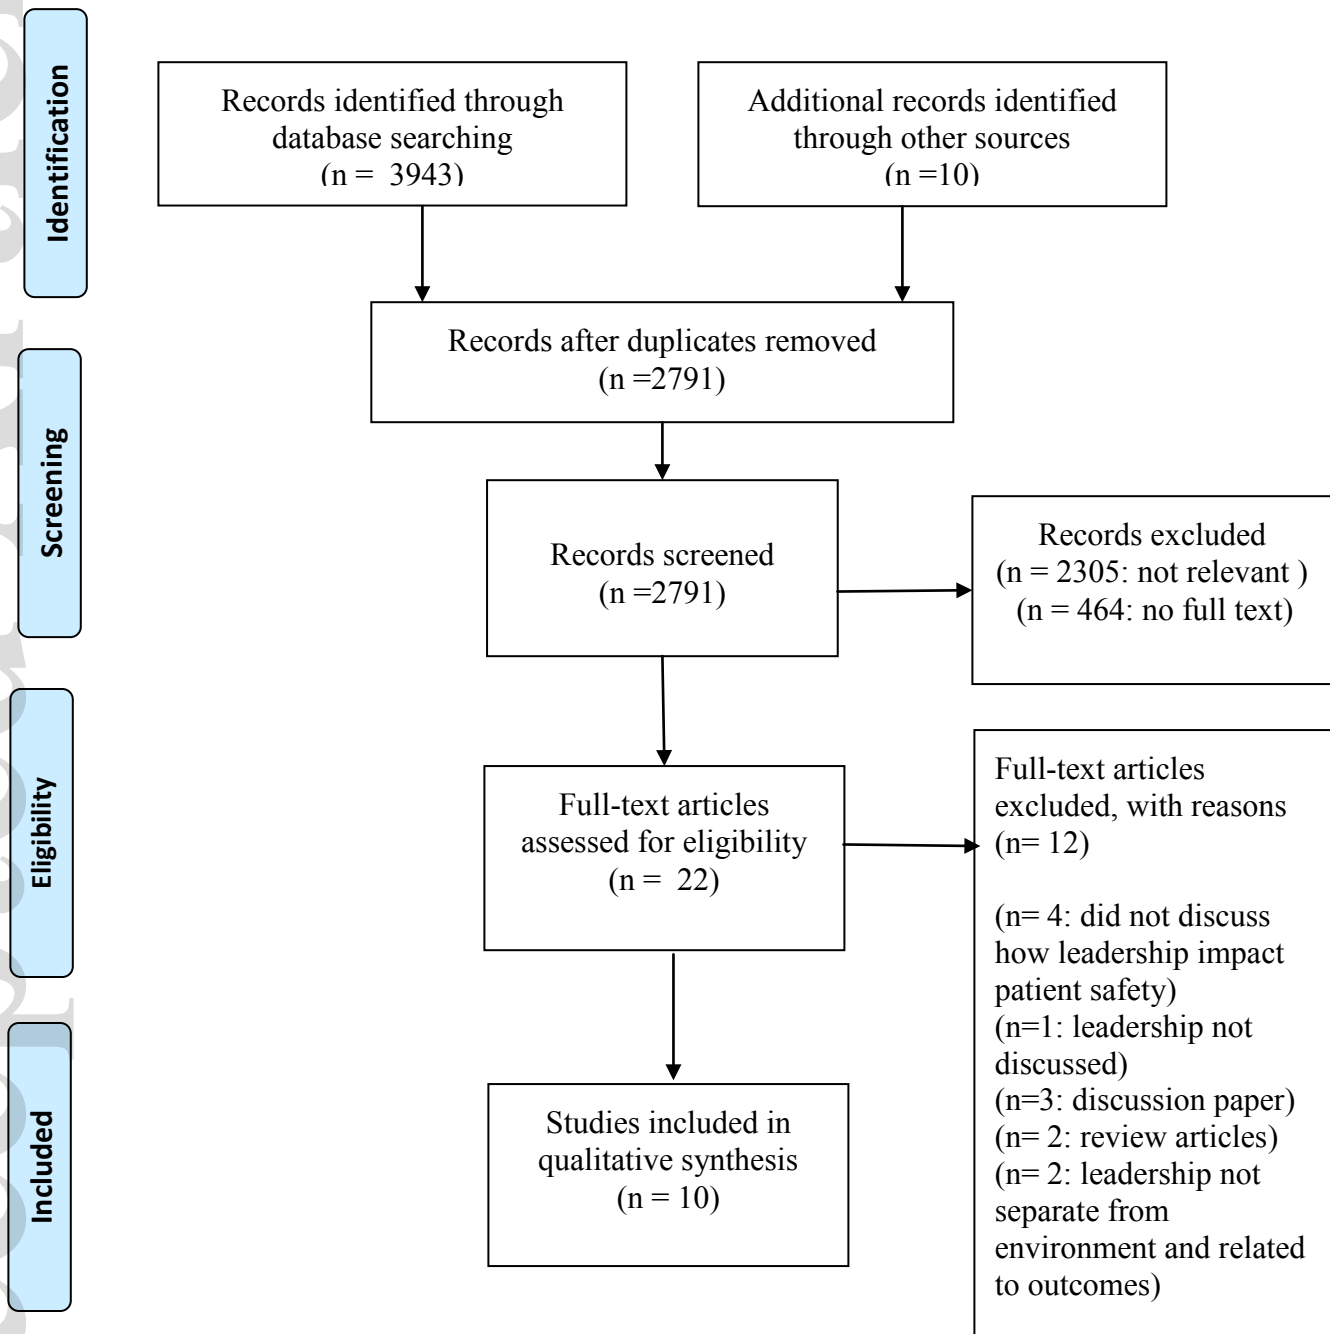 Identification
Records identified through
database searching
(n = 3943)
Additional records identified
through other sources
(n =10)
Records after duplicates removed
(n =2791)
Screening
Records screened
(n =2791)
Records excluded
(n = 2305: not relevant )
(n = 464: no full text)
Eligibility
Full-text articles
assessed for eligibility
(n = 22)
Full-text articles
excluded, with reasons
(n= 12)
(n= 4: did not discuss
how leadership impact
patient safety)
(n=1: leadership not
discussed)
(n=3: discussion paper)
(n= 2: review articles)
(n= 2: leadership not
separate from
environment and related
to outcomes)
Included
Studies included in
qualitative synthesis
(n = 10)